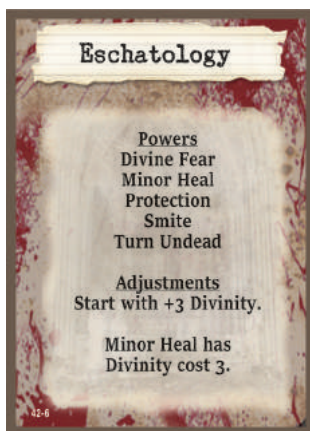 Eschatology
Powers
Divine Fear
Minor Heal
Protection
Smite
Turn Undead
Adjustments
Start with +3 Divinity.
Minor Heal has
Divinity cost 3.
42-6